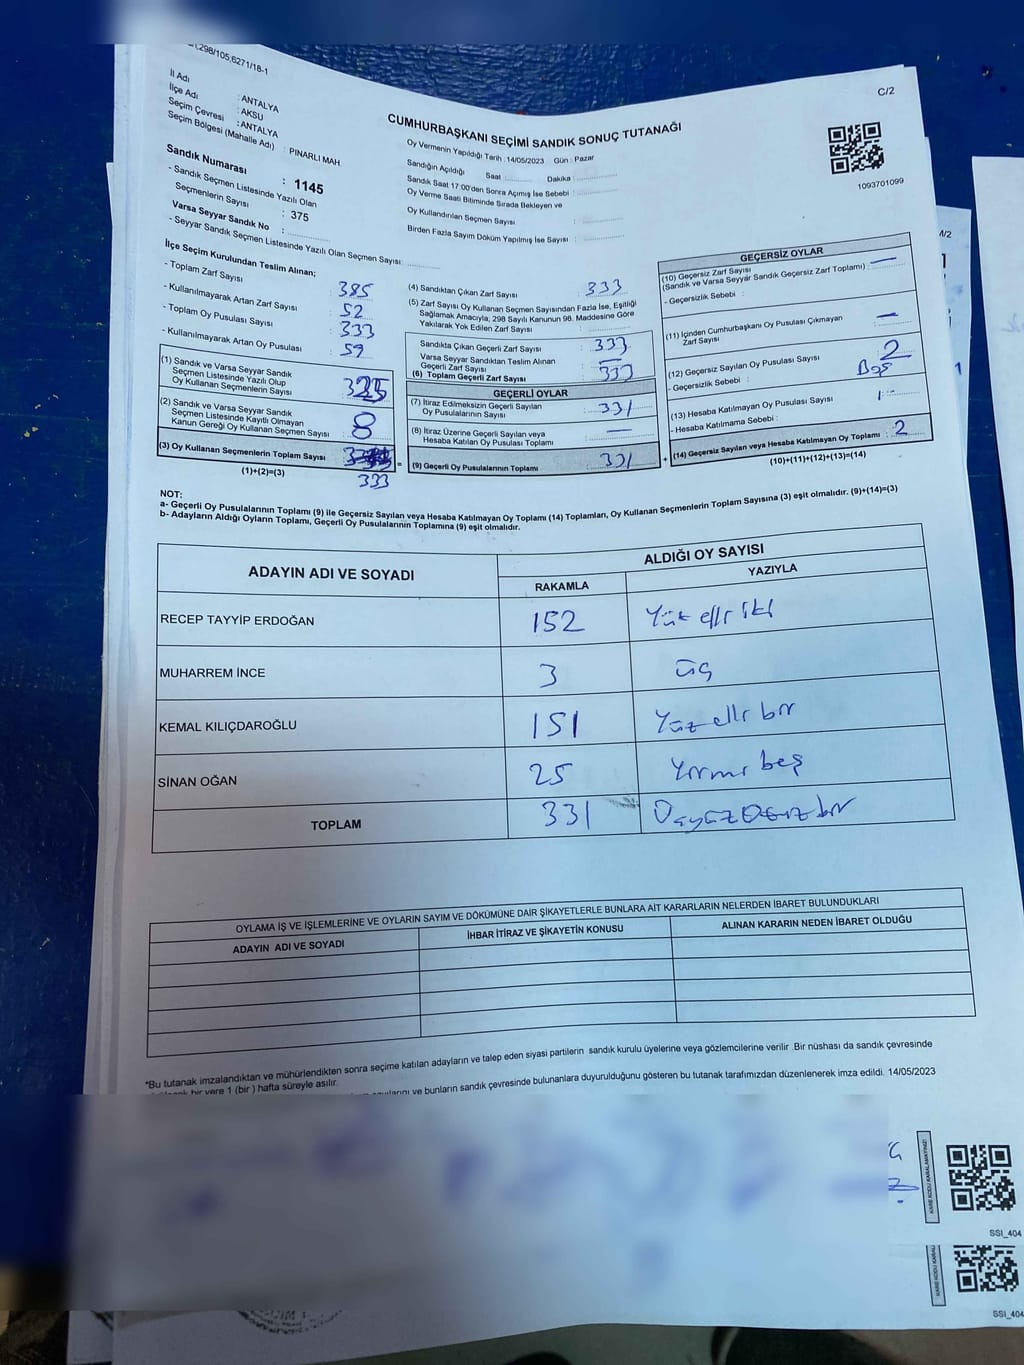 298/105,6271/18-1
C/2
İl Adı : ANTALYA
İlçe Adı : AKSU
Seçim Çevresi : ANTALYA
Seçim Bölgesi (Mahalle Adı) : PINARLI MAH.
Sandık Numarası : 1145
- Sandık Seçmen Listesinde Yazılı Olan
Seçmenlerin Sayısı : 375
Varsa Seyyar Sandık No :
- Seyyar Sandık Seçmen Listesinde Yazılı Olan Seçmen Sayısı:
CUMHURBAŞKANI SEÇİMİ SANDIK SONUÇ TUTANAĞI
Oy Vermenin Yapıldığı Tarih : 14/05/2023 Gün : Pazar
Sandığın Açıldığı Saat : Dakika :
Sandık Saat 17:00'den Sonra Açılmış İse Sebebi :
Oy Verme Saati Bitiminde Sırada Bekleyen ve
Oy Kullandırılan Seçmen Sayısı :
Birden Fazla Sayım Döküm Yapılmış İse Sayısı :
1093701099
İlçe Seçim Kurulundan Teslim Alınan;
- Toplam Zarf Sayısı : 385
- Kullanılmayarak Artan Zarf Sayısı : 52
- Toplam Oy Pusulası Sayısı : 333
- Kullanılmayarak Artan Oy Pusulası : 59
(1) Sandık ve Varsa Seyyar Sandık
Seçmen Listesinde Yazılı Olup
Oy Kullanan Seçmenlerin Sayısı : 325
(2) Sandık ve Varsa Seyyar Sandık
Seçmen Listesinde Kayıtlı Olmayan
Kanun Gereği Oy Kullanan Seçmen Sayısı : 8
(3) Oy Kullanan Seçmenlerin Toplam Sayısı
(1)+(2)=(3) 333
(4) Sandıktan Çıkan Zarf Sayısı : 333
(5) Zarf Sayısı Oy Kullanan Seçmen Sayısından Fazla İse, Eşitliği
Sağlamak Amacıyla; 298 Sayılı Kanunun 98. Maddesine Göre
Yakılarak Yok Edilen Zarf Sayısı :
Sandıkta Çıkan Geçerli Zarf Sayısı : 333
Varsa Seyyar Sandıktan Teslim Alınan
Geçerli Zarf Sayısı : —
(6) Toplam Geçerli Zarf Sayısı : 333
GEÇERLİ OYLAR
(7) İtiraz Edilmeksizin Geçerli Sayılan
Oy Pusulalarının Sayısı : 331
(8) İtiraz Üzerine Geçerli Sayılan veya
Hesaba Katılan Oy Pusulası Toplamı : —
(9) Geçerli Oy Pusulalarının Toplamı 331
GEÇERSİZ OYLAR
(10) Geçersiz Zarf Sayısı
(Sandık ve Varsa Seyyar Sandık Geçersiz Zarf Toplamı) : —
- Geçersizlik Sebebi :
(11) İçinden Cumhurbaşkanı Oy Pusulası Çıkmayan
Zarf Sayısı : —
(12) Geçersiz Sayılan Oy Pusulası Sayısı : 2
- Geçersizlik Sebebi : Boş
(13) Hesaba Katılmayan Oy Pusulası Sayısı :
- Hesaba Katılmama Sebebi :
(14) Geçersiz Sayılan veya Hesaba Katılmayan Oy Toplamı : 2
(10)+(11)+(12)+(13)=(14)
NOT:
a- Geçerli Oy Pusulalarının Toplamı (9) ile Geçersiz Sayılan veya Hesaba Katılmayan Oy Toplamı (14) Toplamları, Oy Kullanan Seçmenlerin Toplam Sayısına (3) eşit olmalıdır. (9)+(14)=(3)
b- Adayların Aldığı Oyların Toplamı, Geçerli Oy Pusulalarının Toplamına (9) eşit olmalıdır.
ADAYIN ADI VE SOYADI
ALDIĞI OY SAYISI
RAKAMLA YAZIYLA
RECEP TAYYİP ERDOĞAN 152 Yüz elli iki
MUHARREM İNCE 3 üç
KEMAL KILIÇDAROĞLU 151 Yüz elli bir
SİNAN OĞAN 25 Yirmi beş
TOPLAM 331 Üçyüz Otuz bir
OYLAMA İŞ VE İŞLEMLERİNE VE OYLARIN SAYIM VE DÖKÜMÜNE DAİR ŞİKAYETLERLE BUNLARA AİT KARARLARIN NELERDEN İBARET BULUNDUKLARI
ADAYIN ADI VE SOYADI İHBAR İTİRAZ VE ŞİKAYETİN KONUSU ALINAN KARARIN NEDEN İBARET OLDUĞU
*Bu tutanak imzalandıktan ve mühürlendikten sonra seçime katılan adayların ve talep eden siyasi partilerin sandık kurulu üyelerine veya gözlemcilerine verilir .Bir nüshası da sandık çevresinde
bir yere 1 (bir ) hafta süreyle asılır.
ve bunların sandık çevresinde bulunanlara duyurulduğunu gösteren bu tutanak tarafımızdan düzenlenerek imza edildi. 14/05/2023
KARE KODU KARALAMAYINIZ!
SSI_404
SSI_404